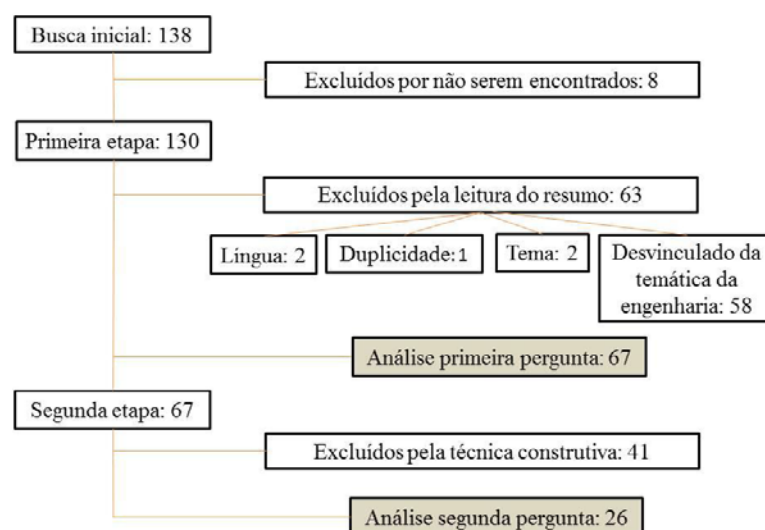 Busca inicial: 138
Excluídos por não serem encontrados: 8
Primeira etapa: 130
Excluídos pela leitura do resumo: 63
Língua: 2
Duplicidade:1
Tema: 2
Desvinculado da
temática da
engenharia: 58
Análise primeira pergunta: 67
Segunda etapa: 67
Excluídos pela técnica construtiva: 41
Análise segunda pergunta: 26